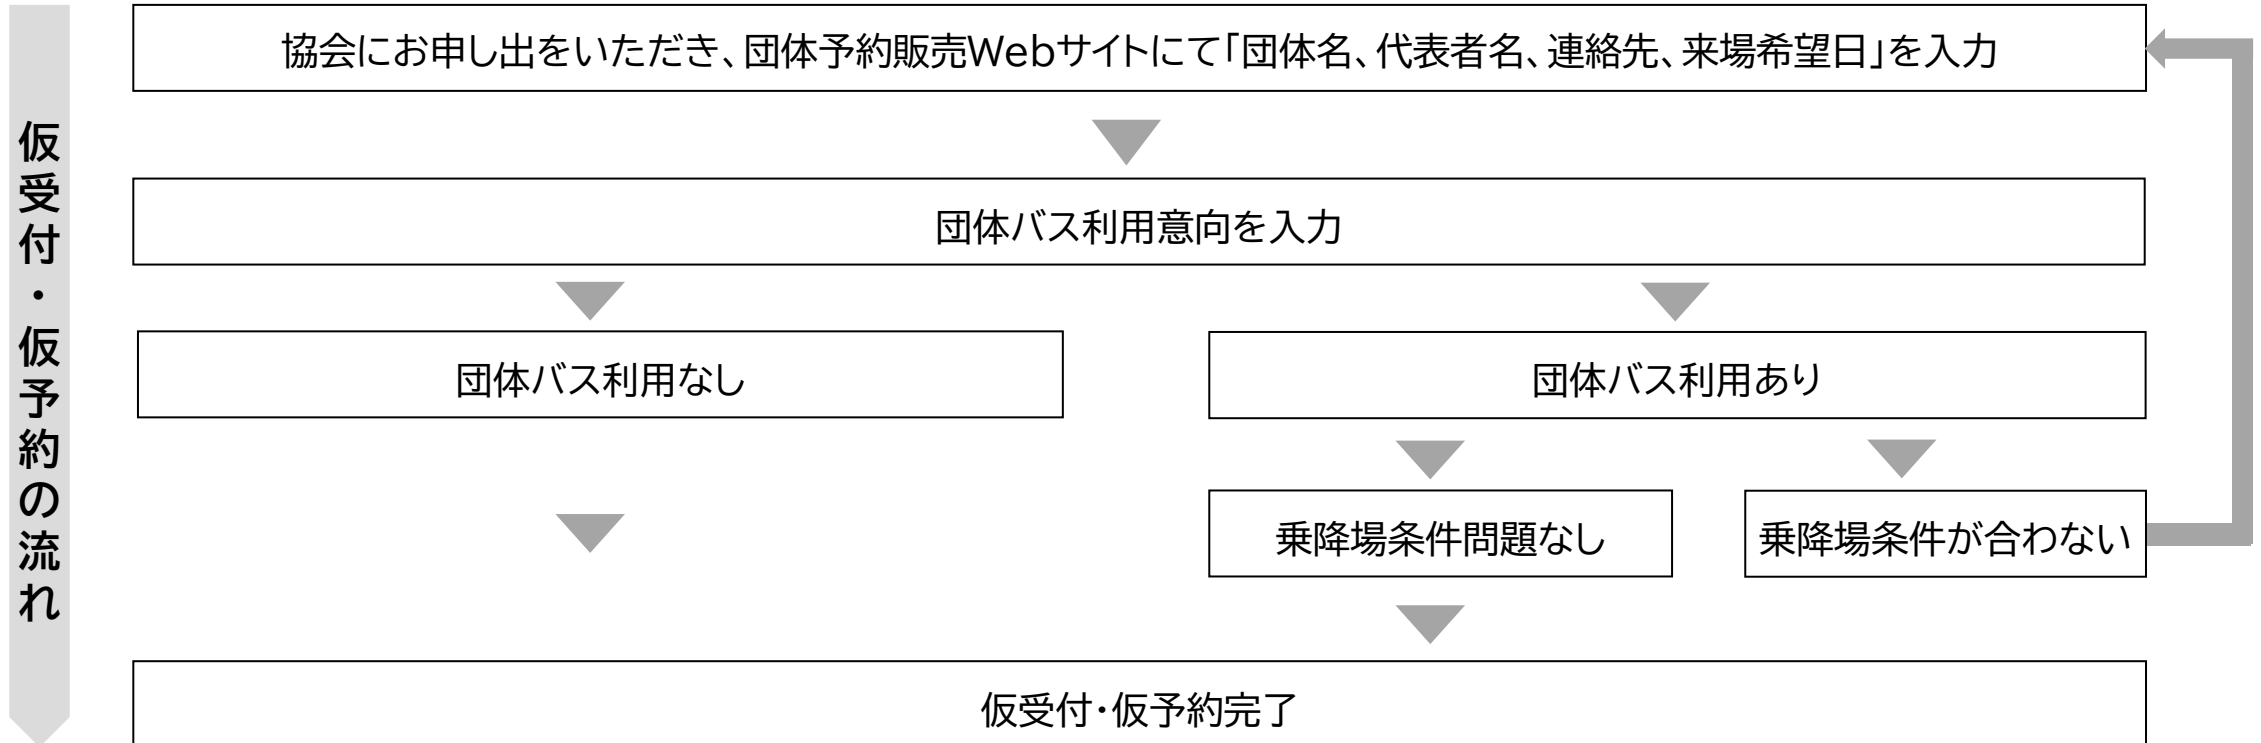 仮受付・仮予約の流れ
協会にお申し出をいただき、団体予約販売Webサイトにて「団体名、代表者名、連絡先、来場希望日」を入力
団体バス利用意向を入力
団体バス利用なし
団体バス利用あり
乗降場条件問題なし
乗降場条件が合わない
仮受付・仮予約完了